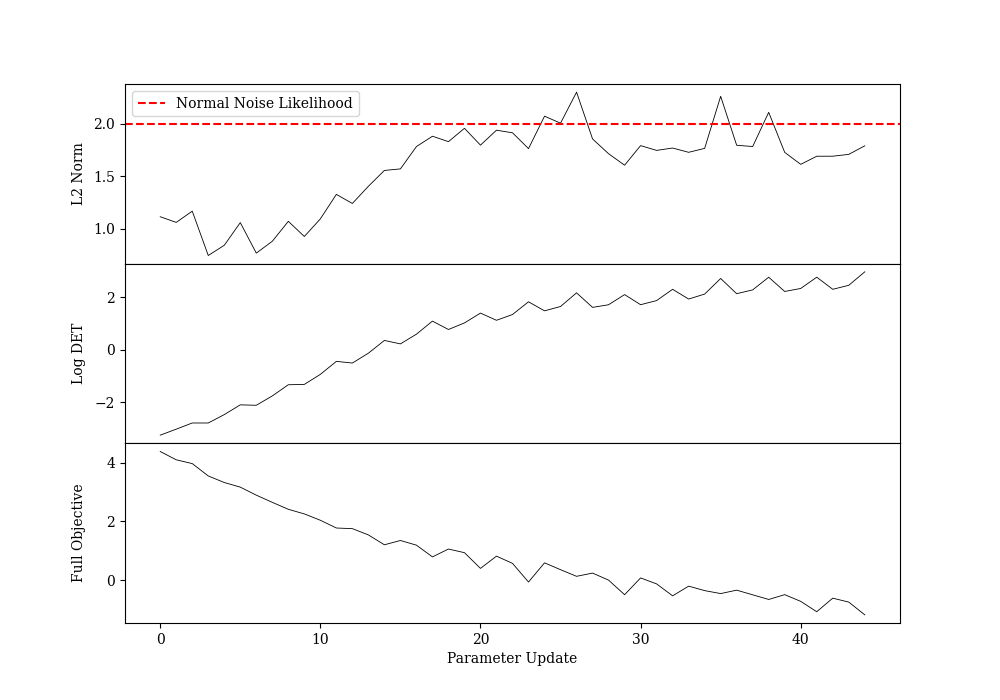 Normal Noise Likelihood
2.0
1.5
1.0
L2 Norm
2
0
−2
Log DET
4
2
0
Full Objective
0 10 20 30 40
Parameter Update